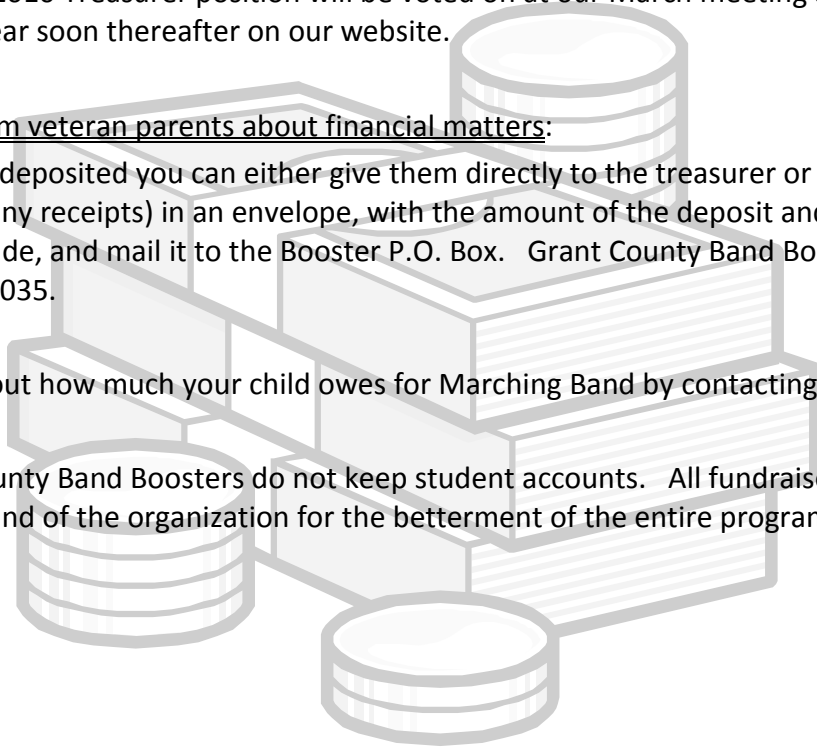 Treasurer position will be voted on at our March meeting
ear soon thereafter on our website.
m veteran parents about financial matters:
deposited you can either give them directly to the treasurer or
ny receipts) in an envelope, with the amount of the deposit and
de, and mail it to the Booster P.O. Box. Grant County Band Bo
035.
out how much your child owes for Marching Band by contacting
unty Band Boosters do not keep student accounts. All fundraise
nd of the organization for the betterment of the entire program